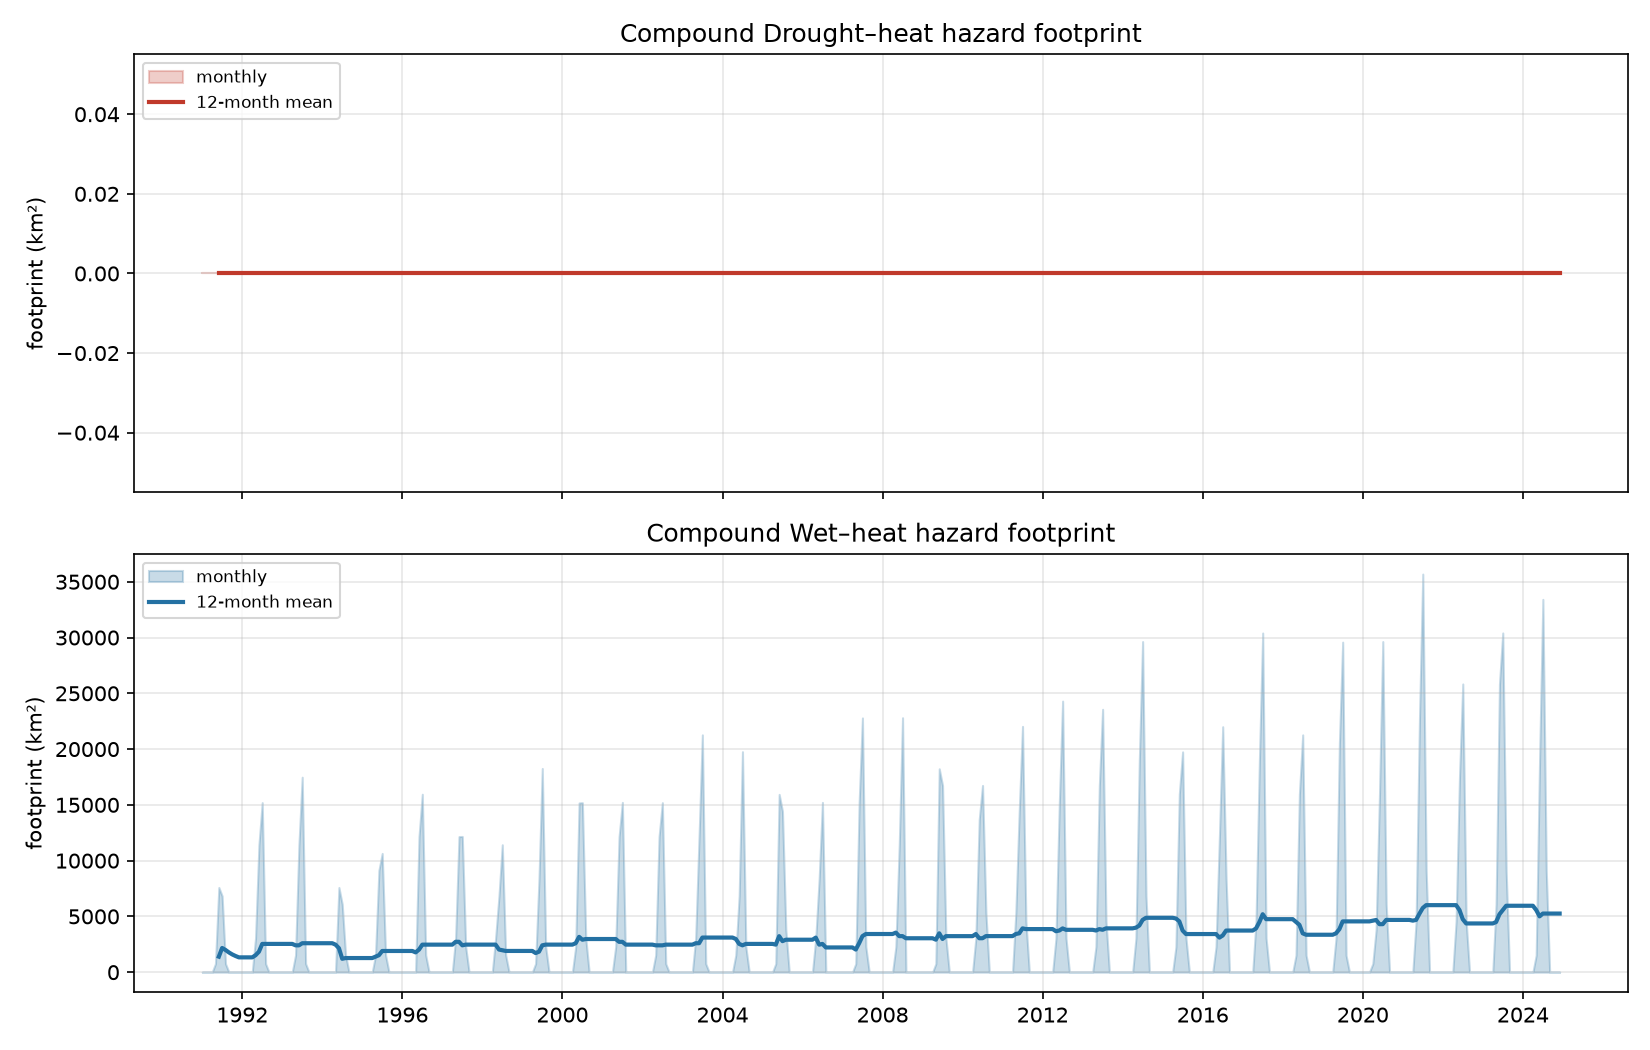 Compound Drought–heat hazard footprint
monthly
12-month mean
footprint (km²)
0.04
0.02
0.00
−0.02
−0.04
Compound Wet–heat hazard footprint
monthly
12-month mean
footprint (km²)
35000
30000
25000
20000
15000
10000
5000
0
1992 1996 2000 2004 2008 2012 2016 2020 2024